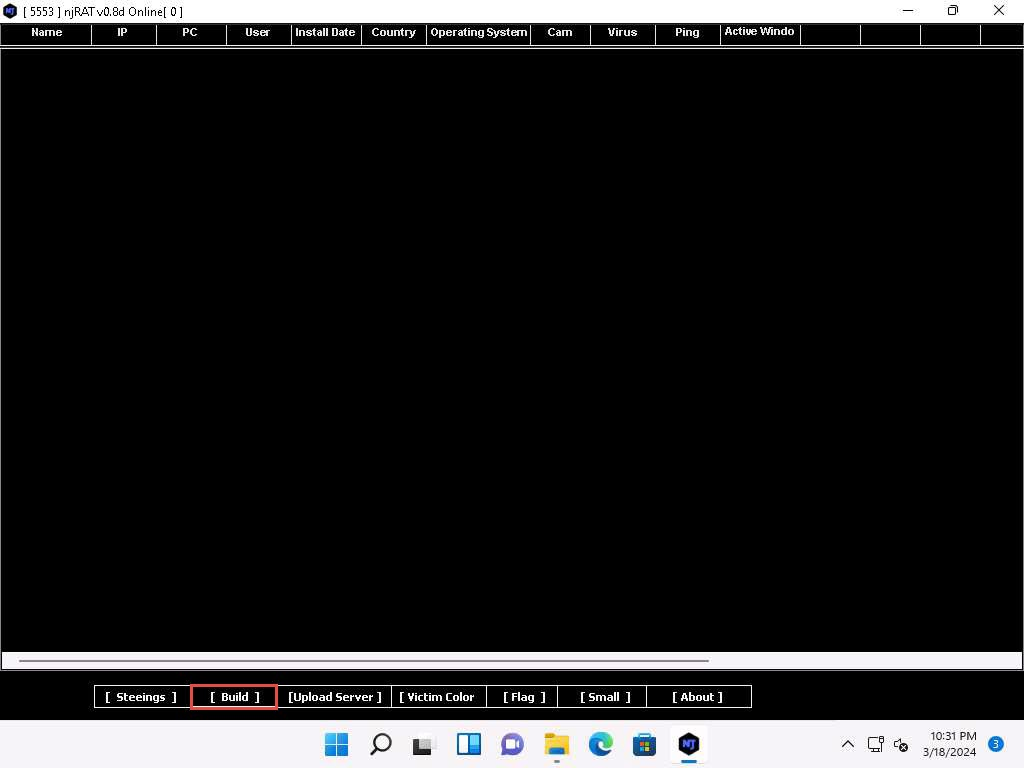 [ 5553 ] njRAT v0.8d Online[ 0 ]
Name IP PC User Install Date Country Operating System Cam Virus Ping Active Windo
[ Steeings ] [ Build ] [Upload Server ] [ Victim Color [ Flag ] [ Small ] [ About ]
NJ
10:31 PM
3/18/2024
3